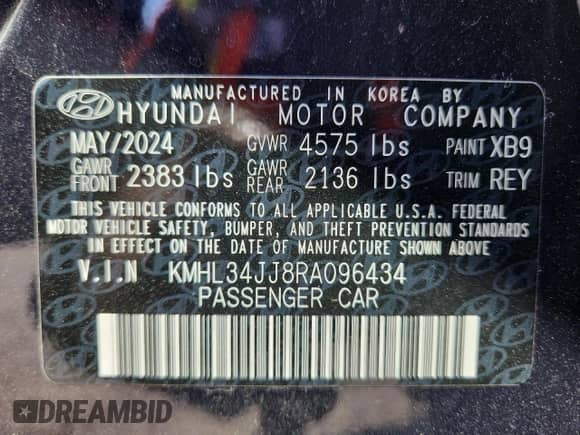 MANUFACTURED IN KOREA BY
HYUNDAI MOTOR COMPANY
MAY/2024 GVWR 4575 lbs PAINT XB9
GAWR FRONT 2383 lbs GAWR REAR 2136 lbs TRIM REY
THIS VEHICLE CONFORMS TO ALL APPLICABLE U.S.A. FEDERAL
MOTOR VEHICLE SAFETY, BUMPER, AND THEFT PREVENTION STANDARDS
IN EFFECT ON THE DATE OF MANUFACTURE SHOWN ABOVE
V.I.N KMHL34JJ8RA096434
PASSENGER CAR
DREAMBID